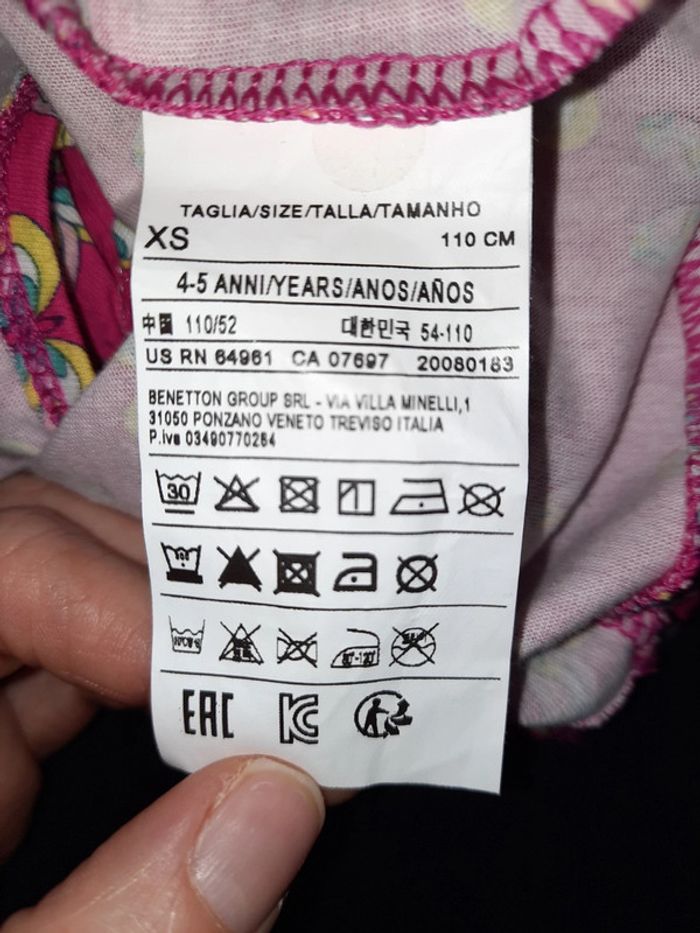 TAGLIA/SIZE/TALLA/TAMANHO
XS 110 CM
4-5 ANNI/YEARS/ANOS/AÑOS
中国 110/52 대한민국 54-110
US RN 64961 CA 07697 20080183
BENETTON GROUP SRL - VIA VILLA MINELLI,1
31050 PONZANO VENETO TREVISO ITALIA
P.iva 03490770264
30
EAC